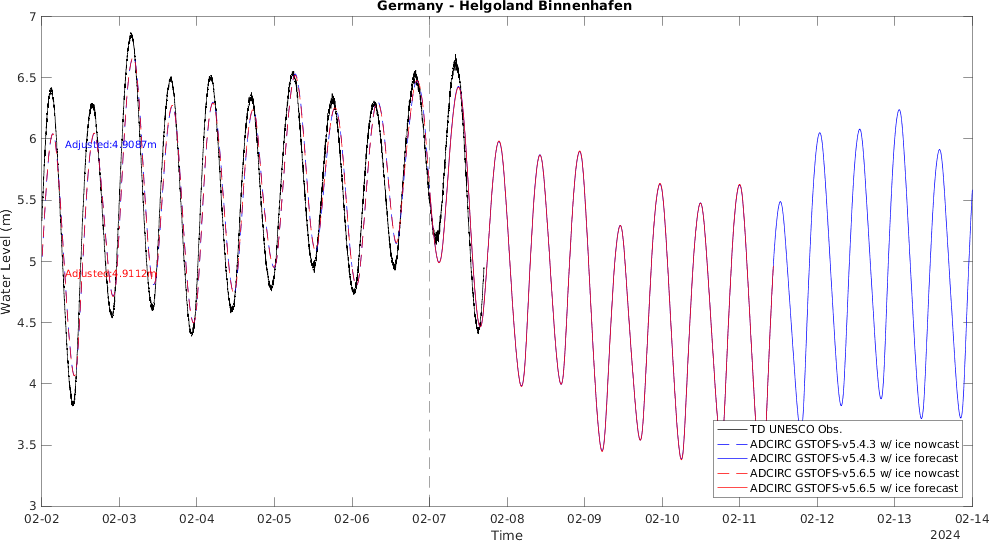 Germany - Helgoland Binnenhafen
7
6.5
6
5.5
5
4.5
4
3.5
3
Water Level (m)
Adjusted:4.9087m
Adjusted:4.9112m
TD UNESCO Obs.
ADCIRC GSTOFS-v5.4.3 w/ ice nowcast
ADCIRC GSTOFS-v5.4.3 w/ ice forecast
ADCIRC GSTOFS-v5.6.5 w/ ice nowcast
ADCIRC GSTOFS-v5.6.5 w/ ice forecast
02-02 02-03 02-04 02-05 02-06 02-07 02-08 02-09 02-10 02-11 02-12 02-13 02-14
Time
2024